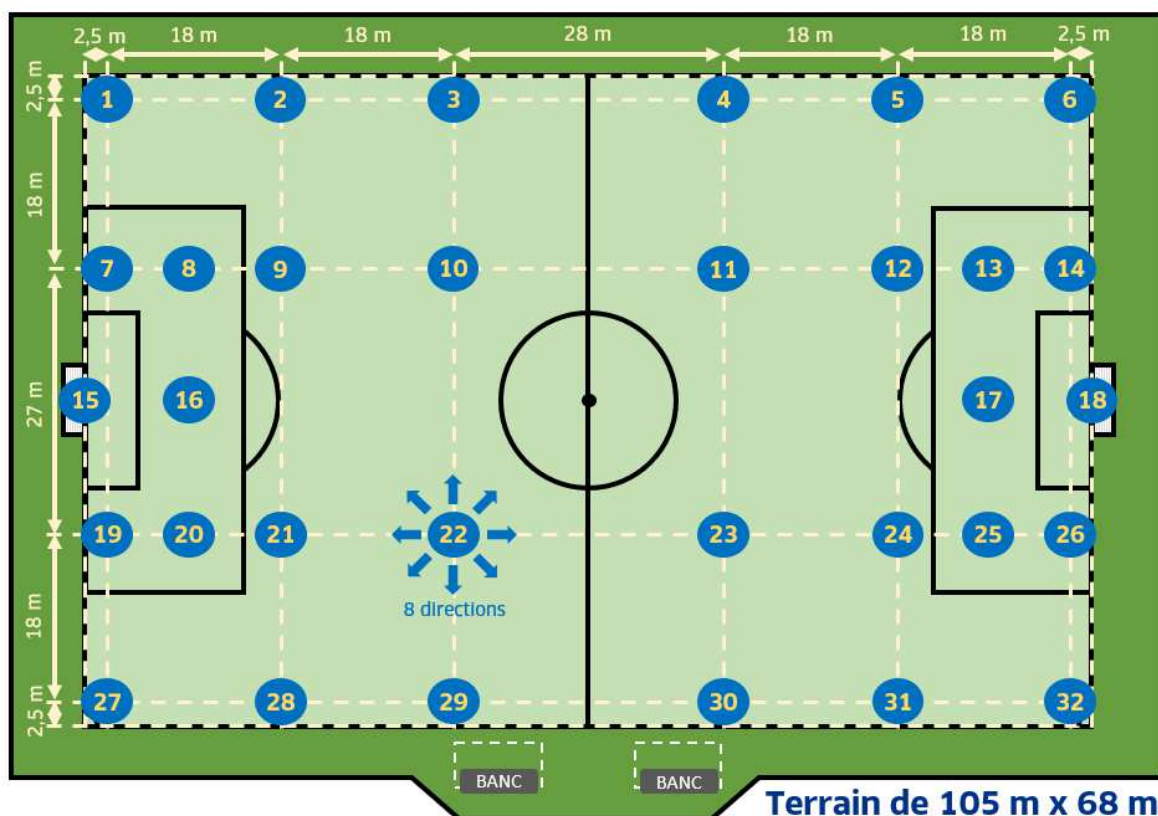 2,5 m 18 m 18 m 28 m 18 m 18 m 2,5 m
2,5 m
1 2 3 4 5 6
18 m
7 8 9 10 11 12 13 14
27 m
15 16 17 18
19 20 21 22 23 24 25 26
8 directions
18 m
27 28 29 30 31 32
2,5 m
BANC BANC
Terrain de 105 m x 68 m